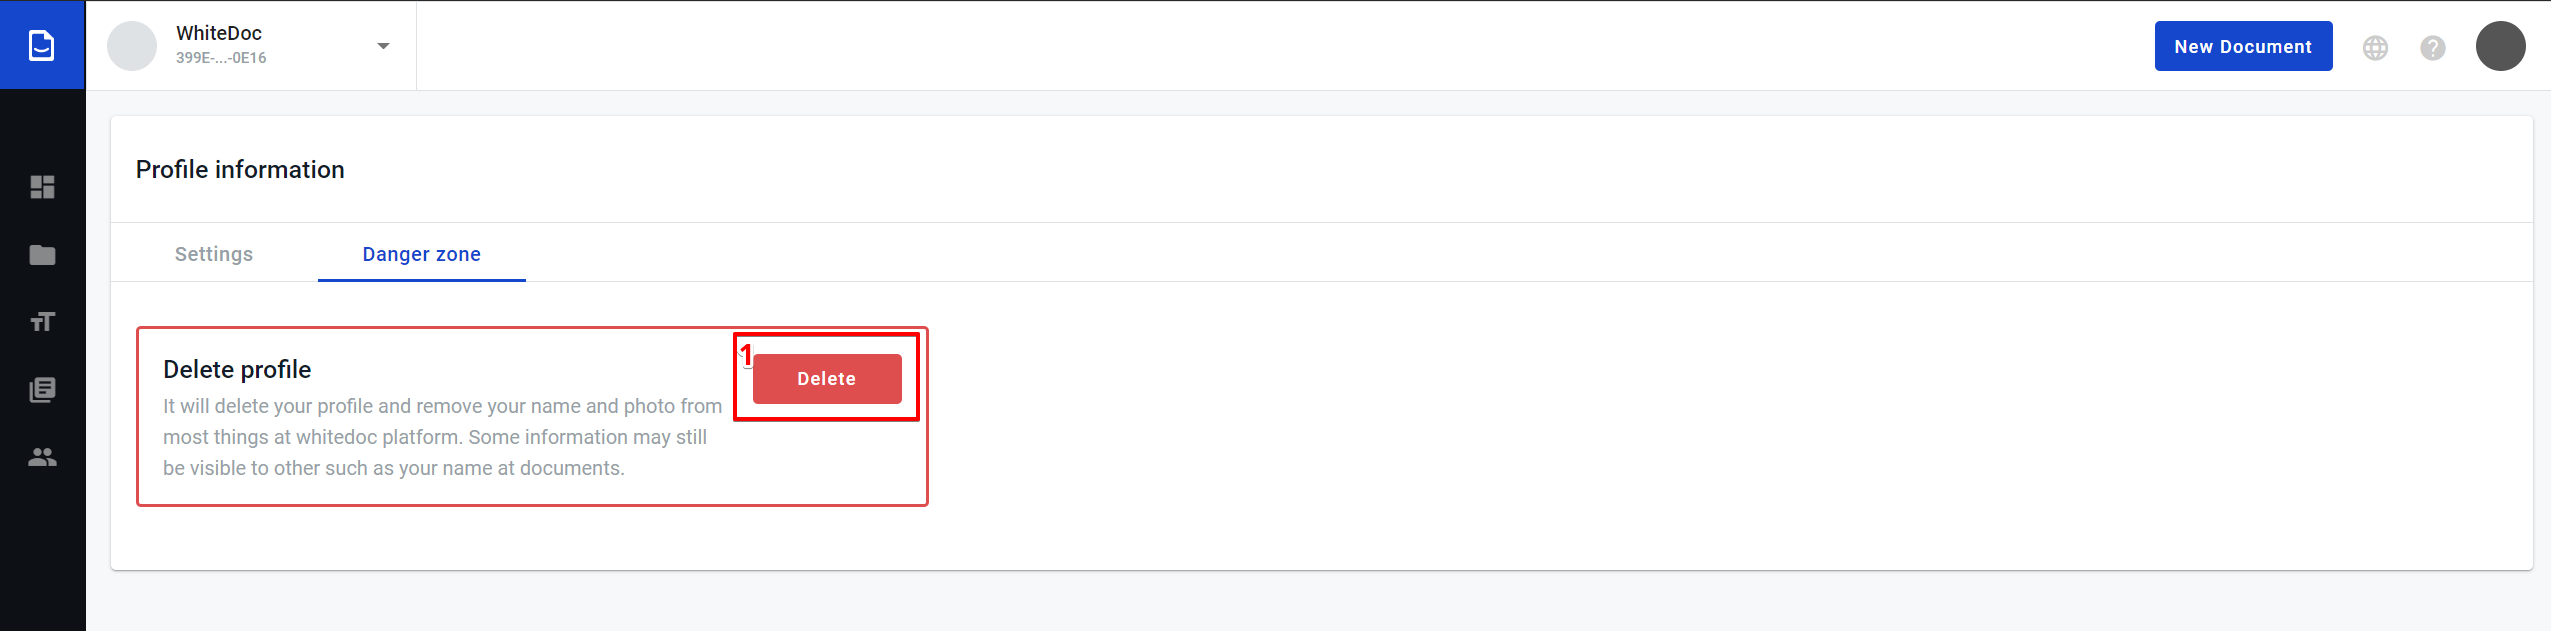 WhiteDoc
399E-...-0E16
New Document
Profile information
Settings
Danger zone
1
Delete profile
Delete
It will delete your profile and remove your name and photo from
most things at whitedoc platform. Some information may still
be visible to other such as your name at documents.